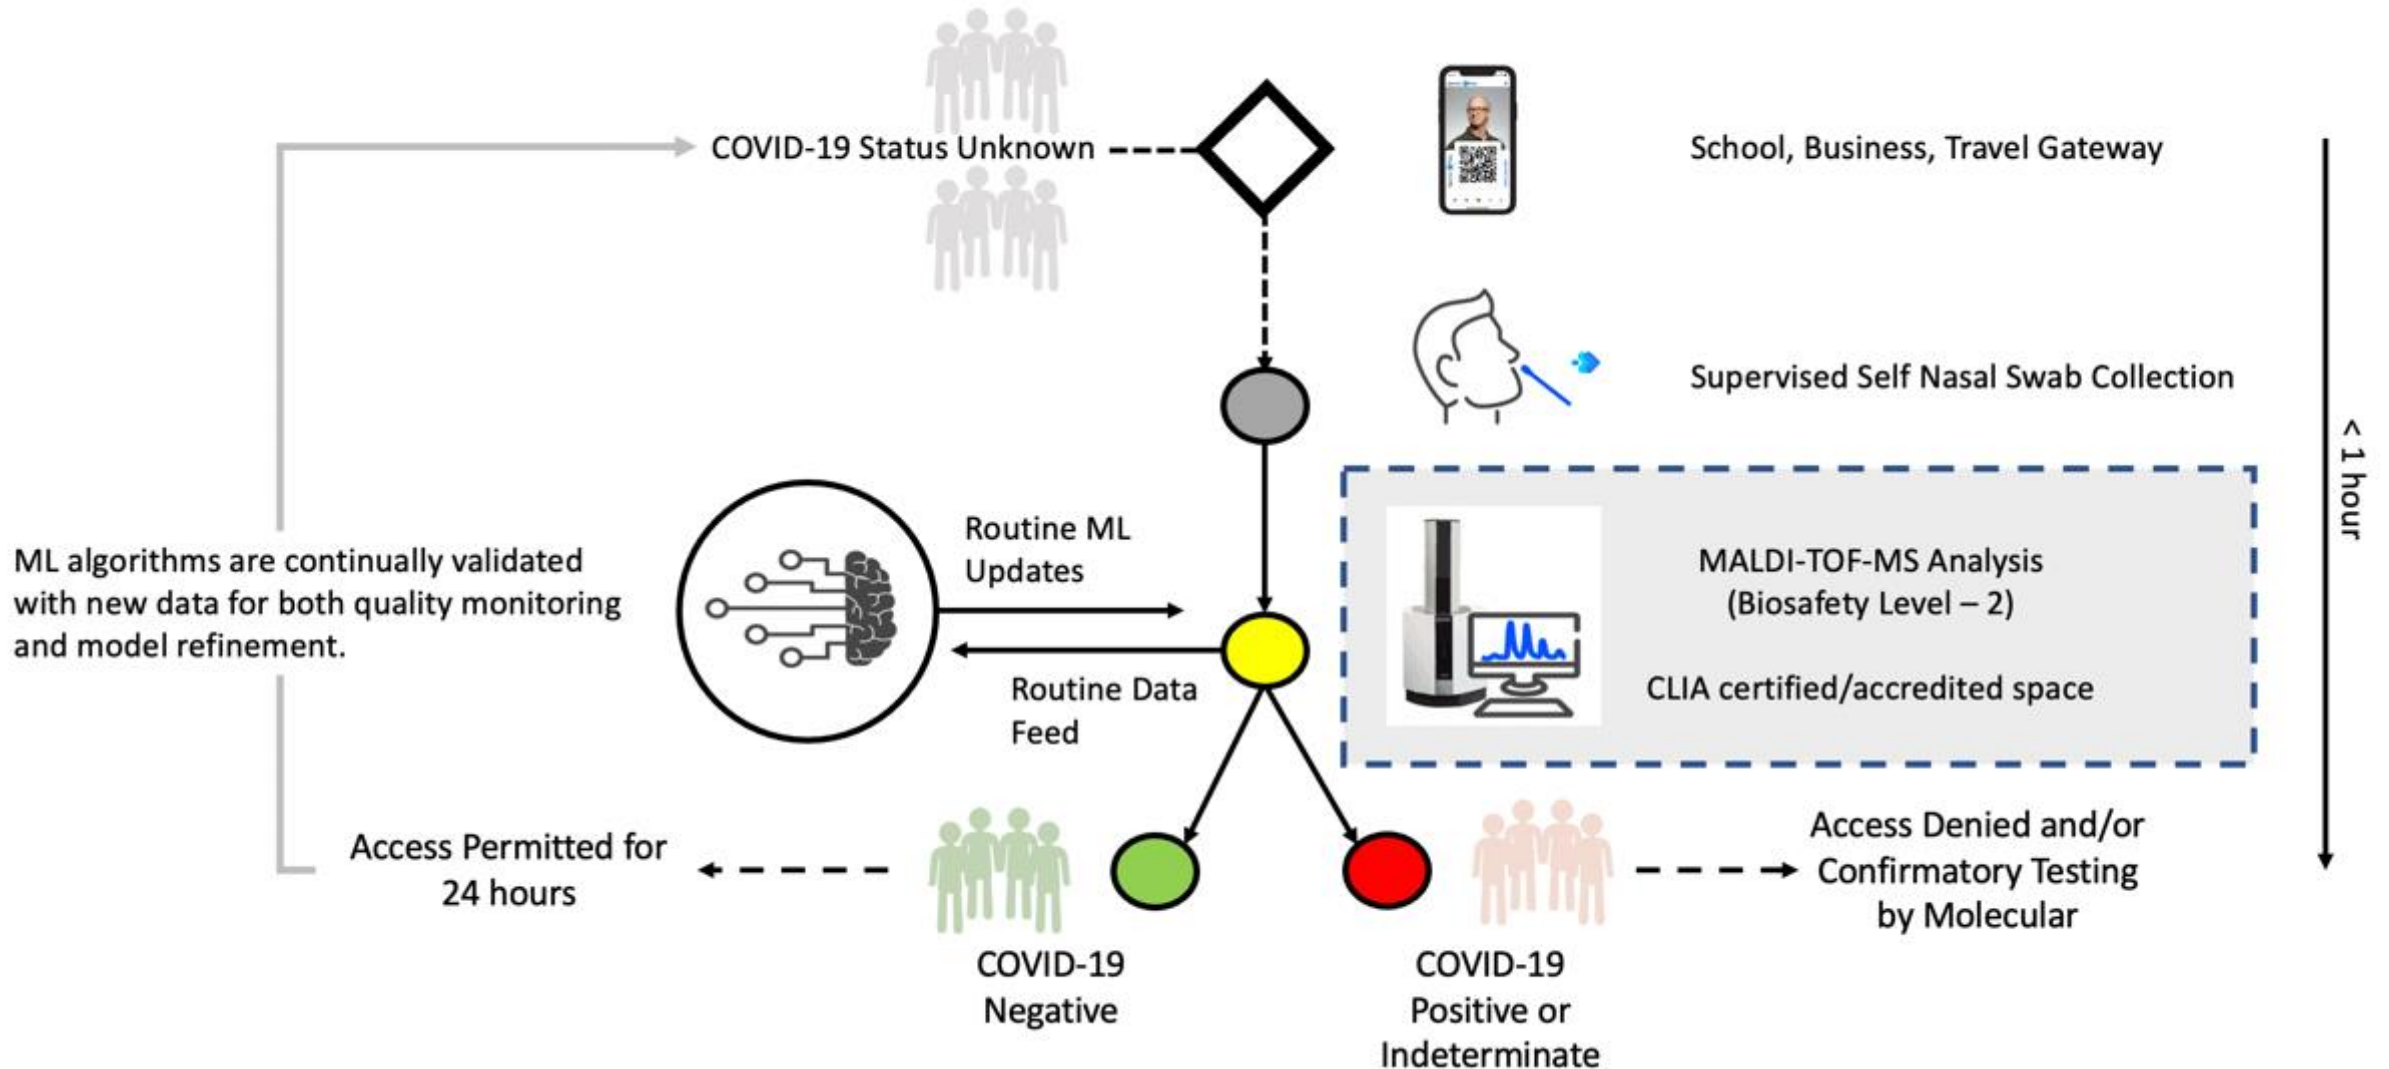 COVID-19 Status Unknown
School, Business, Travel Gateway
Supervised Self Nasal Swab Collection
< 1 hour
Routine ML
Updates
ML algorithms are continually validated
with new data for both quality monitoring
and model refinement.
MALDI-TOF-MS Analysis
(Biosafety Level – 2)
CLIA certified/accredited space
Routine Data
Feed
Access Permitted for
24 hours
Access Denied and/or
Confirmatory Testing
by Molecular
COVID-19
Negative
COVID-19
Positive or
Indeterminate